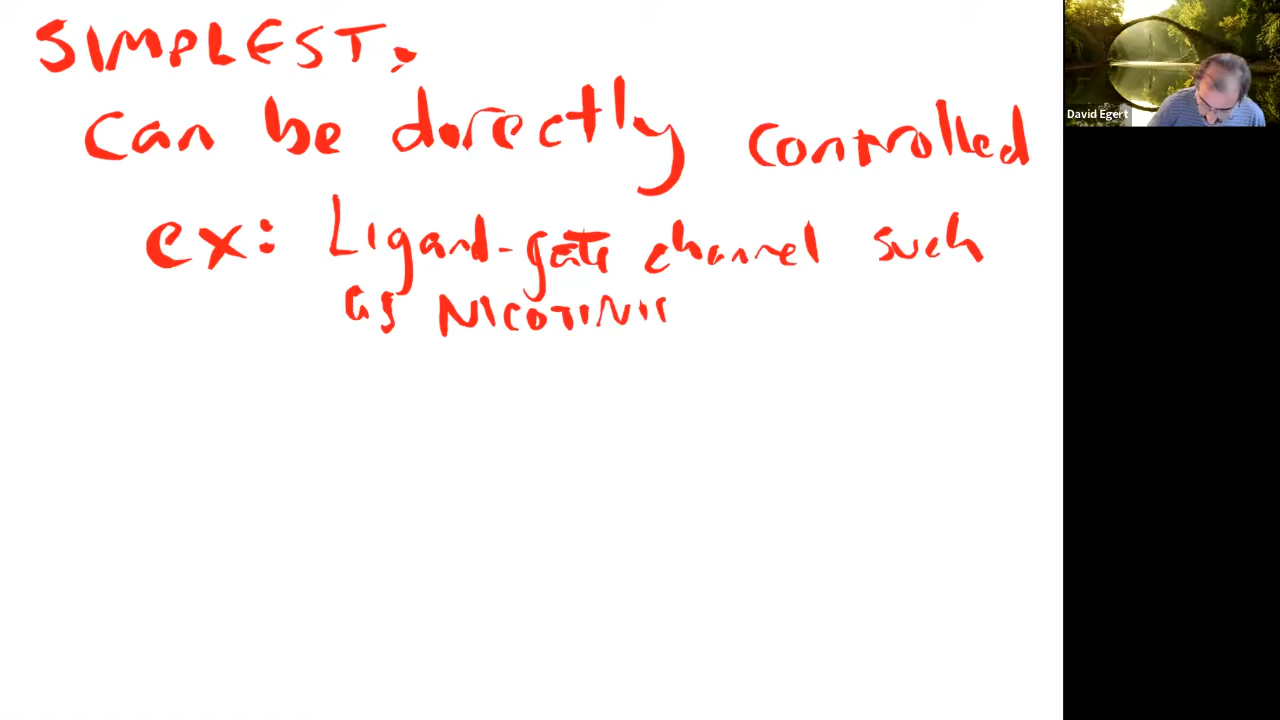 SIMPLEST:
can be directly controlled
ex: Ligand-gate channel such
as NICOTINIC
David Egert